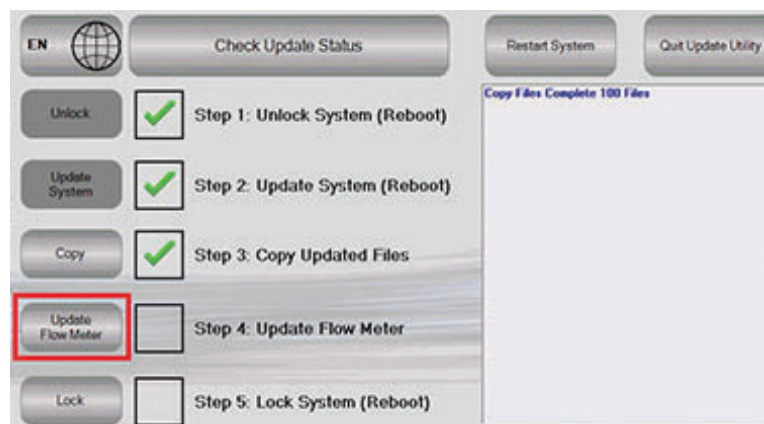 EN
Check Update Status
Restart System
Quit Update Utility
Unlock
Step 1: Unlock System (Reboot)
Copy Files Complete 100 Files
Update
System
Step 2: Update System (Reboot)
Copy
Step 3: Copy Updated Files
Update
Flow Meter
Step 4: Update Flow Meter
Lock
Step 5: Lock System (Reboot)